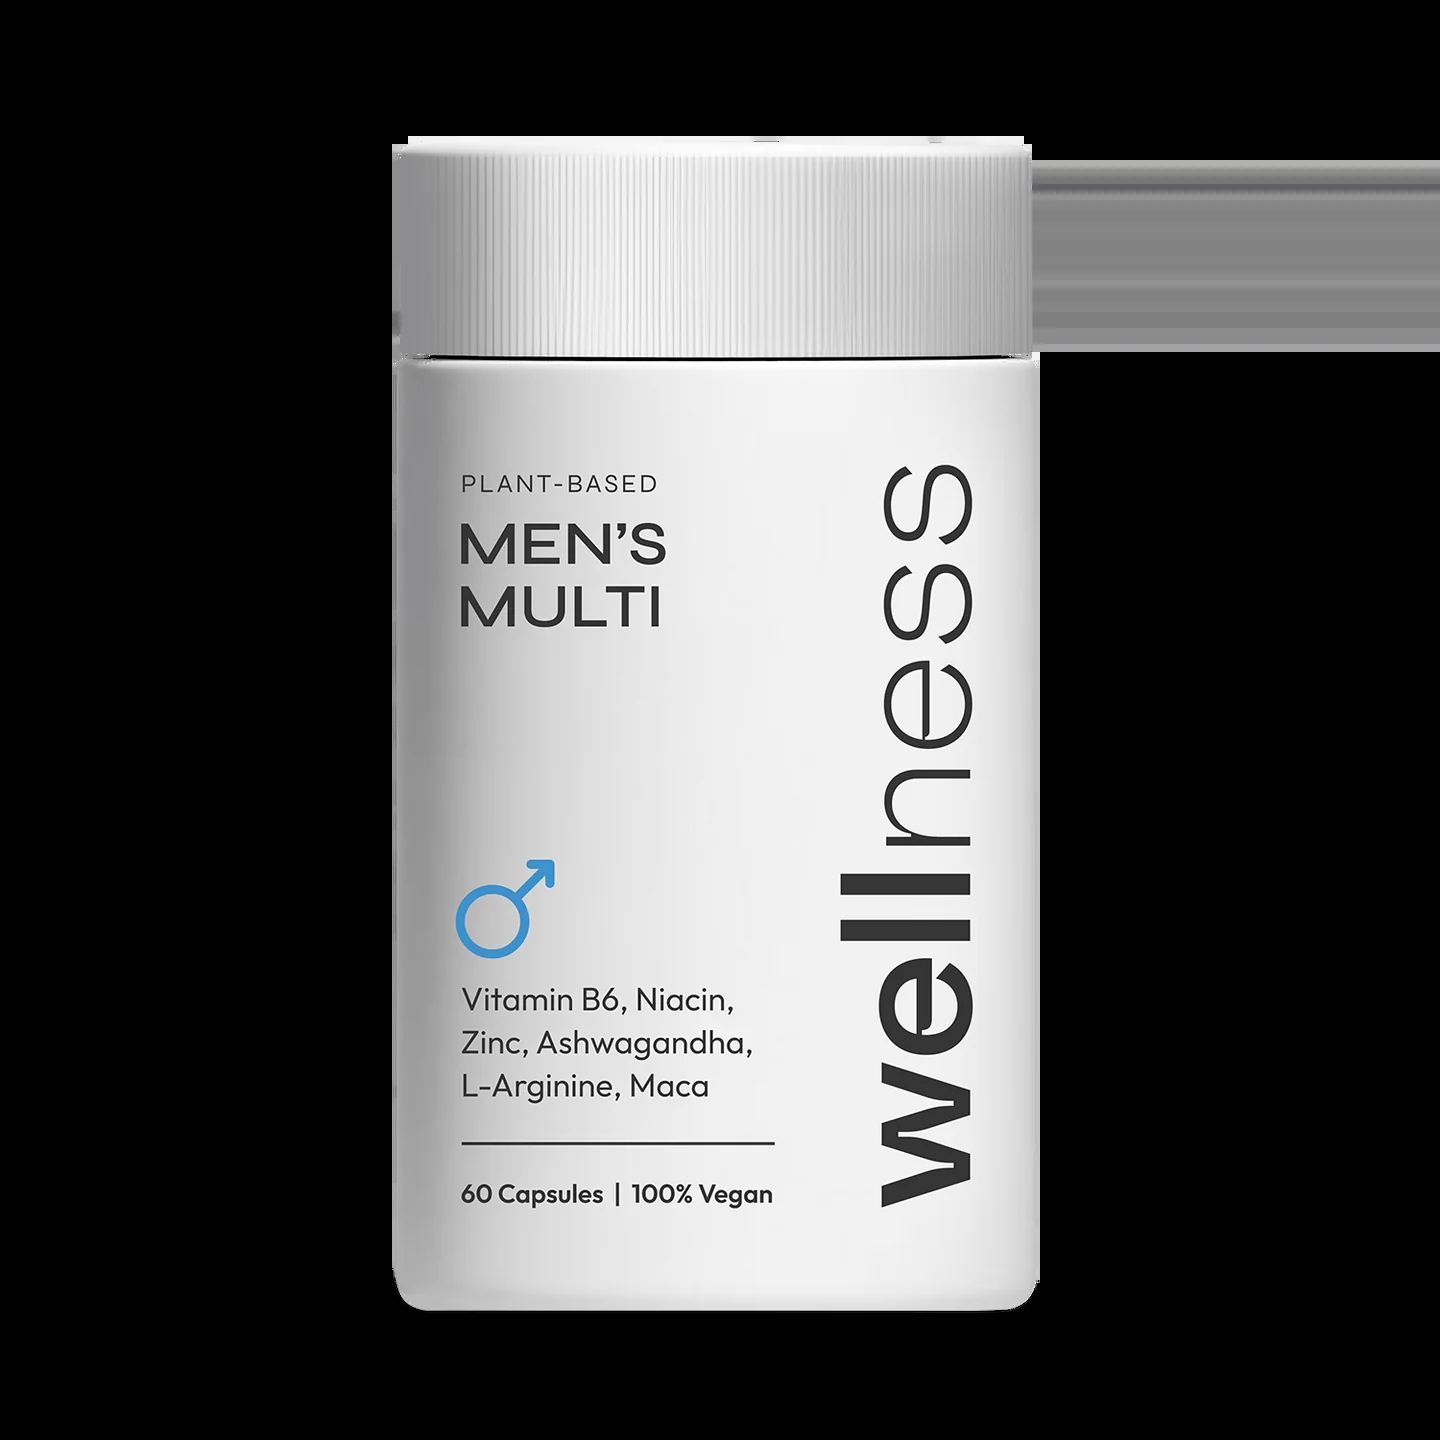 PLANT-BASED
MEN'S
MULTI
wellness
Vitamin B6, Niacin,
Zinc, Ashwagandha,
L-Arginine, Maca
60 Capsules | 100% Vegan